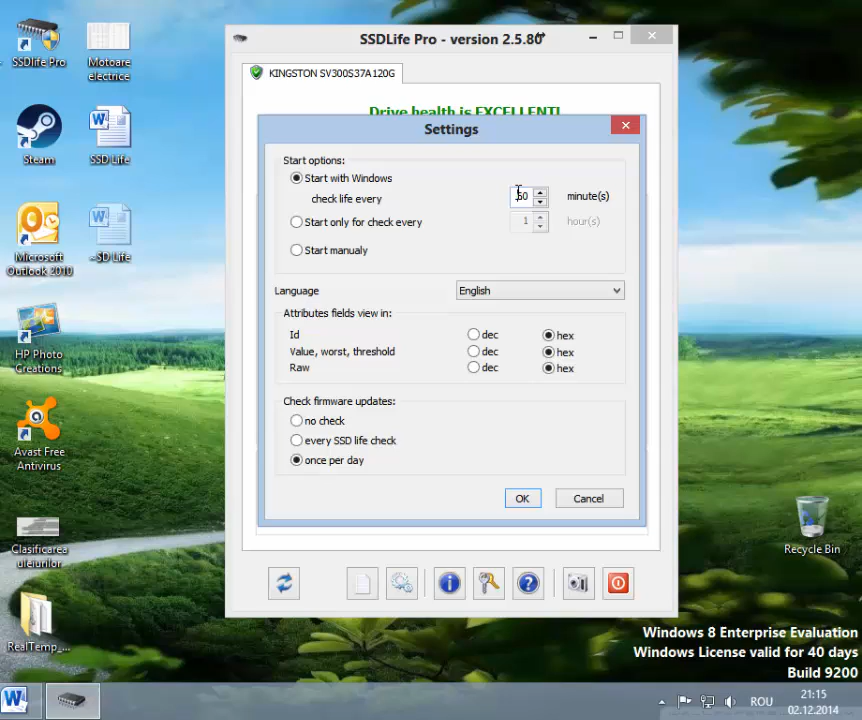 SSDlife Pro
Motoare
electrice
Steam
SSD Life
Microsoft
Outlook 2010
~SD Life
HP Photo
Creations
Avast Free
Antivirus
Clasificarea
uleiurilor
RealTemp_...
SSDLife Pro - version 2.5.80
KINGSTON SV300S37A120G
Drive health is EXCELLENT!
Settings
Start options:
Start with Windows
check life every
minute(s)
Start only for check every
1
hour(s)
Start manualy
Language
English
Attributes fields view in:
Id
dec
hex
Value, worst, threshold
dec
hex
Raw
dec
hex
Check firmware updates:
no check
every SSD life check
once per day
OK
Cancel
Recycle Bin
Windows 8 Enterprise Evaluation
Windows License valid for 40 days
Build 9200
ROU
21:15
02.12.2014